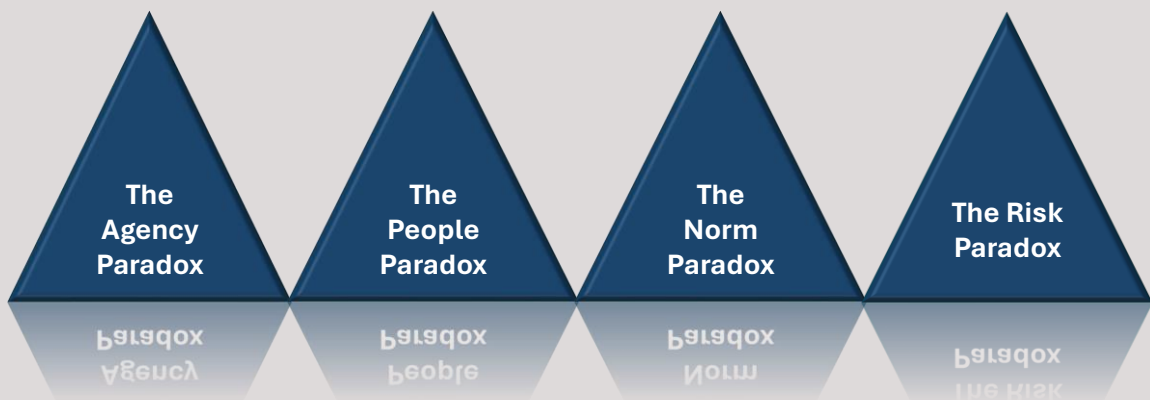 The
Agency
Paradox
The
People
Paradox
The
Norm
Paradox
The Risk
Paradox